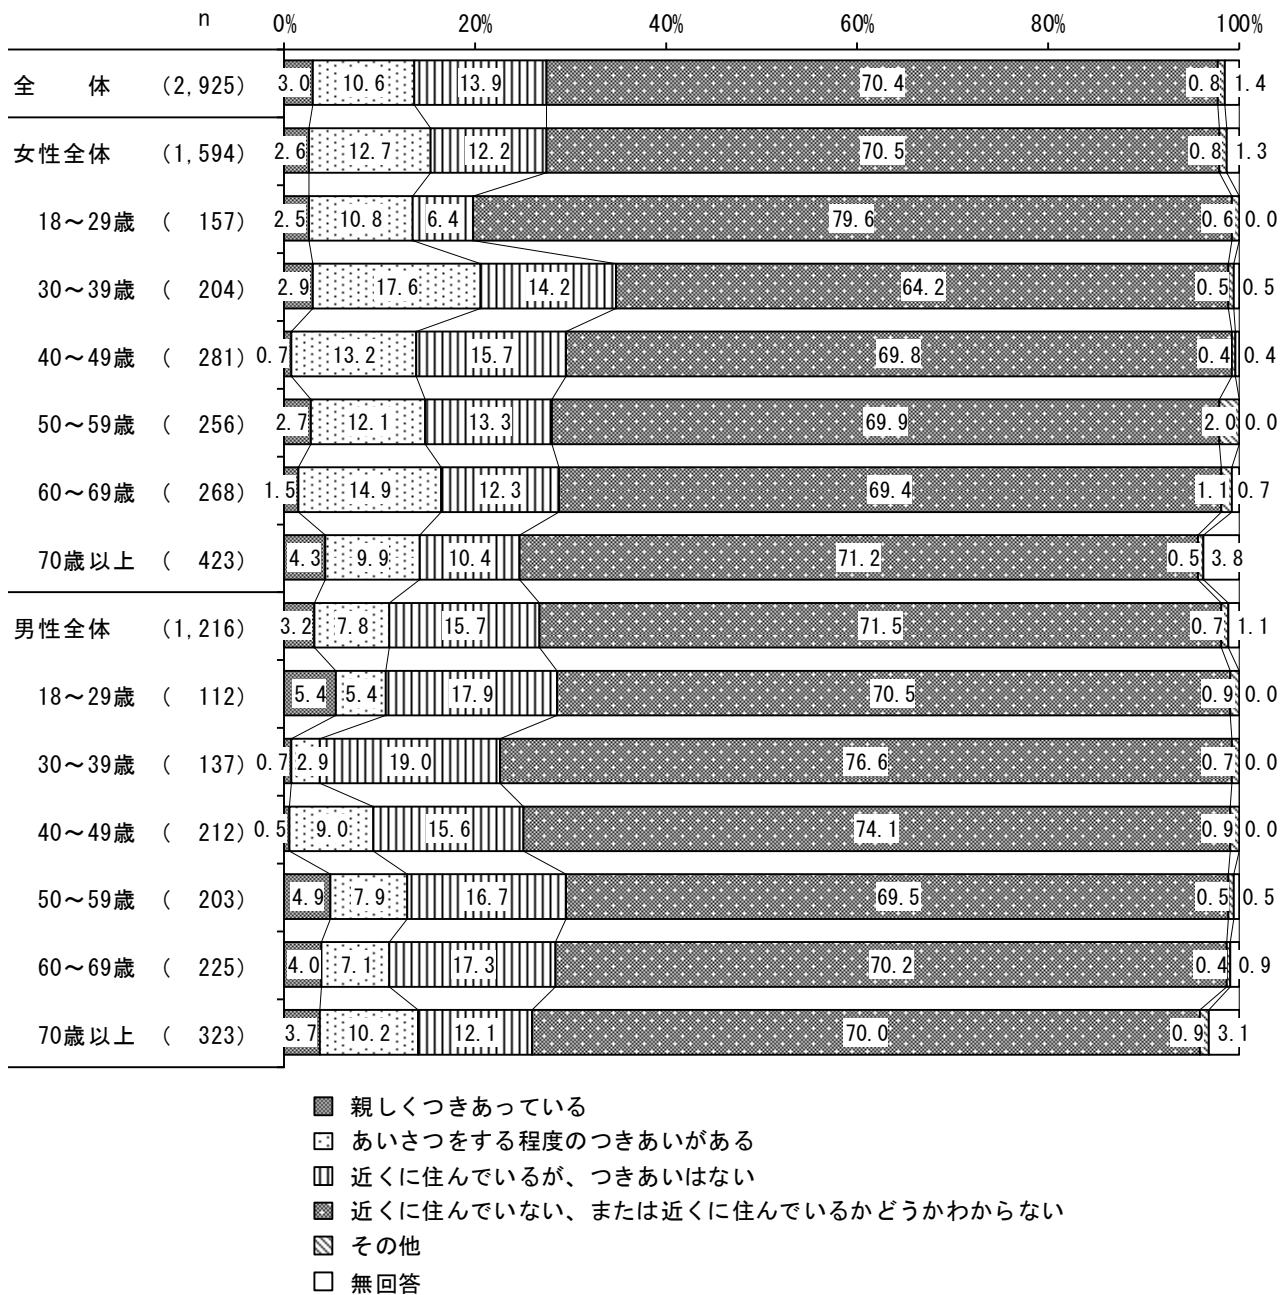 n 0% 20% 40% 60% 80% 100%
全　　体 (2,925) 3.0 10.6 13.9 70.4 0.8 1.4
女性全体 (1,594) 2.6 12.7 12.2 70.5 0.8 1.3
18～29歳 ( 157) 2.5 10.8 6.4 79.6 0.6 0.0
30～39歳 ( 204) 2.9 17.6 14.2 64.2 0.5 0.5
40～49歳 ( 281) 0.7 13.2 15.7 69.8 0.4 0.4
50～59歳 ( 256) 2.7 12.1 13.3 69.9 2.0 0.0
60～69歳 ( 268) 1.5 14.9 12.3 69.4 1.1 0.7
70歳以上 ( 423) 4.3 9.9 10.4 71.2 0.5 3.8
男性全体 (1,216) 3.2 7.8 15.7 71.5 0.7 1.1
18～29歳 ( 112) 5.4 5.4 17.9 70.5 0.9 0.0
30～39歳 ( 137) 0.7 2.9 19.0 76.6 0.7 0.0
40～49歳 ( 212) 0.5 9.0 15.6 74.1 0.9 0.0
50～59歳 ( 203) 4.9 7.9 16.7 69.5 0.5 0.5
60～69歳 ( 225) 4.0 7.1 17.3 70.2 0.4 0.9
70歳以上 ( 323) 3.7 10.2 12.1 70.0 0.9 3.1
親しくつきあっている
あいさつをする程度のつきあいがある
近くに住んでいるが、つきあいはない
近くに住んでいない、または近くに住んでいるかどうかわからない
その他
無回答